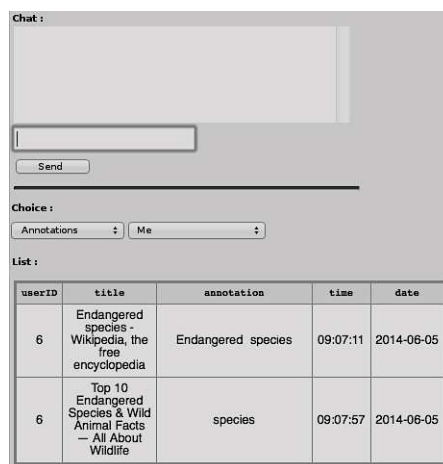 Chat :
Send
Choice :
Annotations Me
List :
userID title annotation time date
6 Endangered species - Wikipedia, the free encyclopedia Endangered species 09:07:11 2014-06-05
6 Top 10 Endangered Species & Wild Animal Facts — All About Wildlife species 09:07:57 2014-06-05